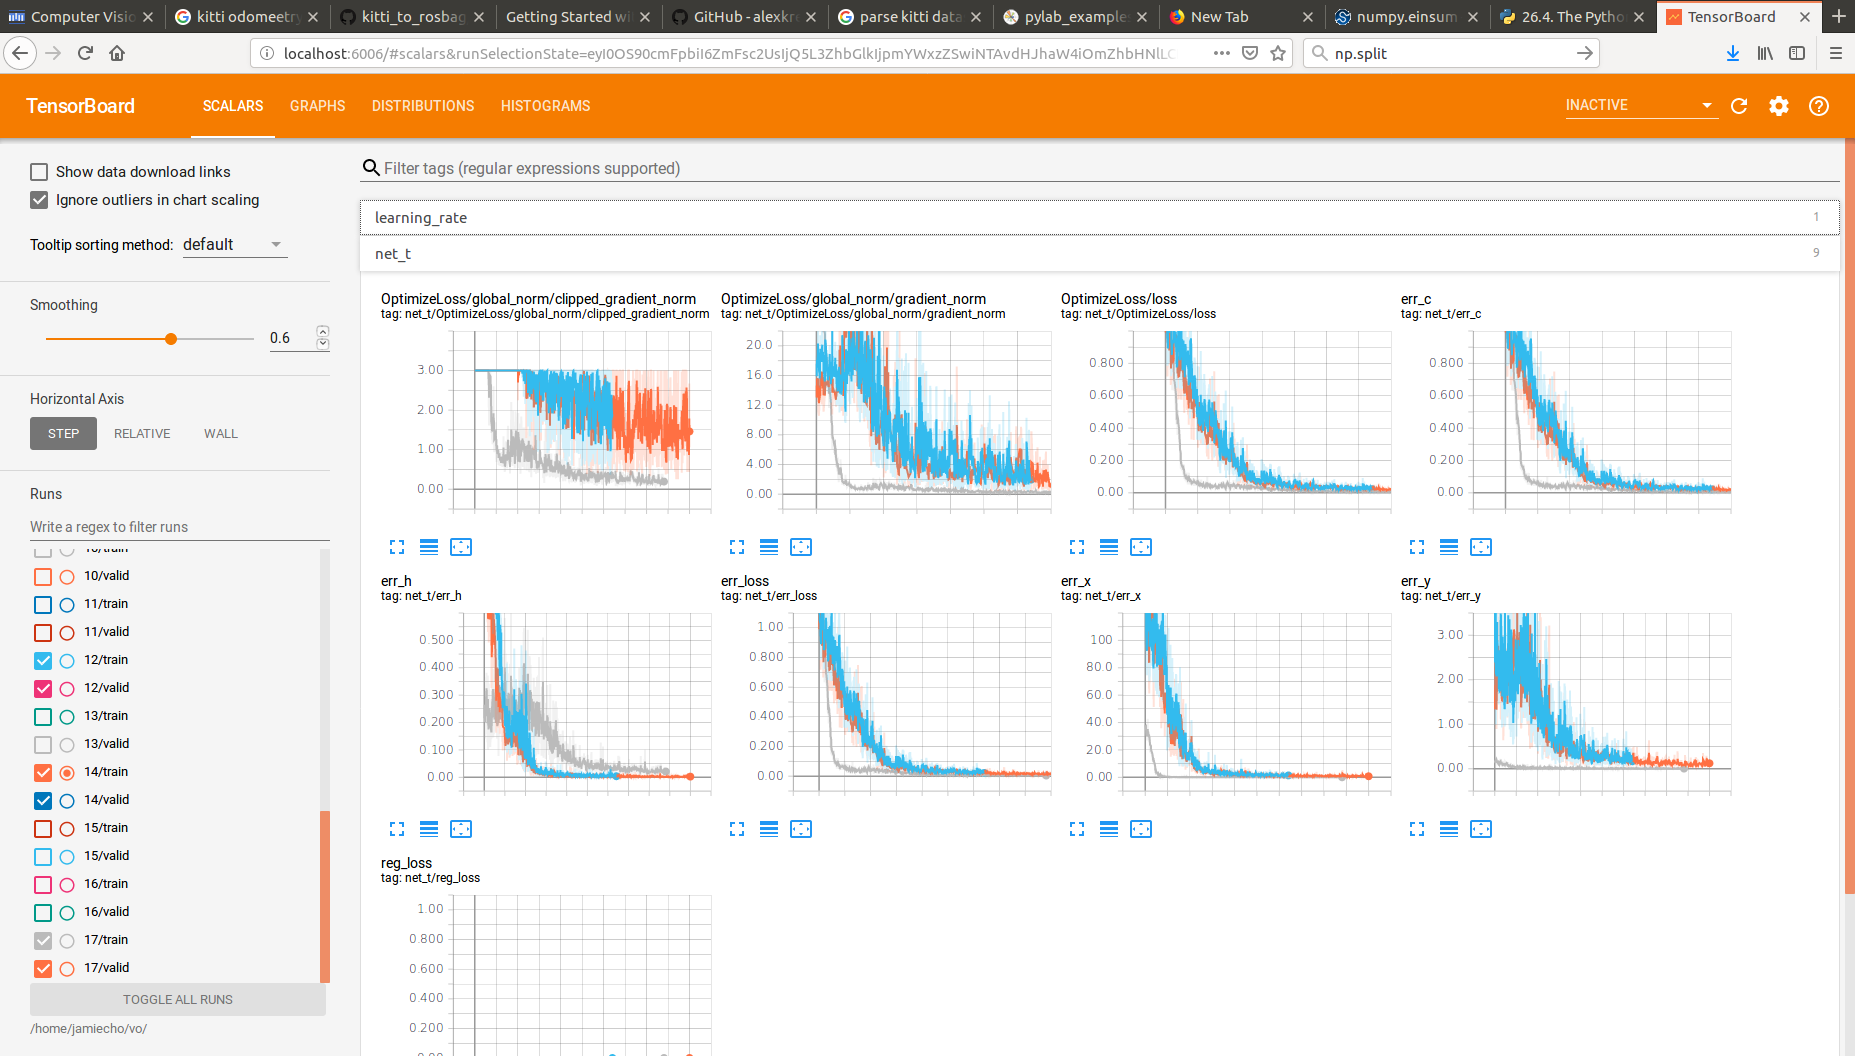 Computer Visio
kitti odomeetry
kitti_to_rosbag
Getting Started wi
GitHub - alexkre
parse kitti data
pylab_example
New Tab
numpy.einsum
26.4. The Pytho
TensorBoard
localhost:6006/#scalars&runSelectionState=
np.split
TensorBoard
SCALARS GRAPHS DISTRIBUTIONS HISTOGRAMS
INACTIVE
Show data download links
Ignore outliers in chart scaling
Tooltip sorting method: default
Smoothing
0.6
Horizontal Axis
STEP RELATIVE WALL
Runs
Write a regex to filter runs
10/train
10/valid
11/train
11/valid
12/train
12/valid
13/train
13/valid
14/train
14/valid
15/train
15/valid
16/train
16/valid
17/train
17/valid
TOGGLE ALL RUNS
/home/jamiecho/vo/
Filter tags (regular expressions supported)
learning_rate 1
net_t 9
OptimizeLoss/global_norm/clipped_gradient_norm
tag: net_t/OptimizeLoss/global_norm/clipped_gradient_norm
3.00
2.00
1.00
0.00
OptimizeLoss/global_norm/gradient_norm
tag: net_t/OptimizeLoss/global_norm/gradient_norm
20.0
16.0
12.0
8.00
4.00
0.00
OptimizeLoss/loss
tag: net_t/OptimizeLoss/loss
0.800
0.600
0.400
0.200
0.00
err_c
tag: net_t/err_c
0.800
0.600
0.400
0.200
0.00
err_h
tag: net_t/err_h
0.500
0.400
0.300
0.200
0.100
0.00
err_loss
tag: net_t/err_loss
1.00
0.800
0.600
0.400
0.200
0.00
err_x
tag: net_t/err_x
100
80.0
60.0
40.0
20.0
0.00
err_y
tag: net_t/err_y
3.00
2.00
1.00
0.00
reg_loss
tag: net_t/reg_loss
1.00
0.800
0.600
0.400
0.200
0.00